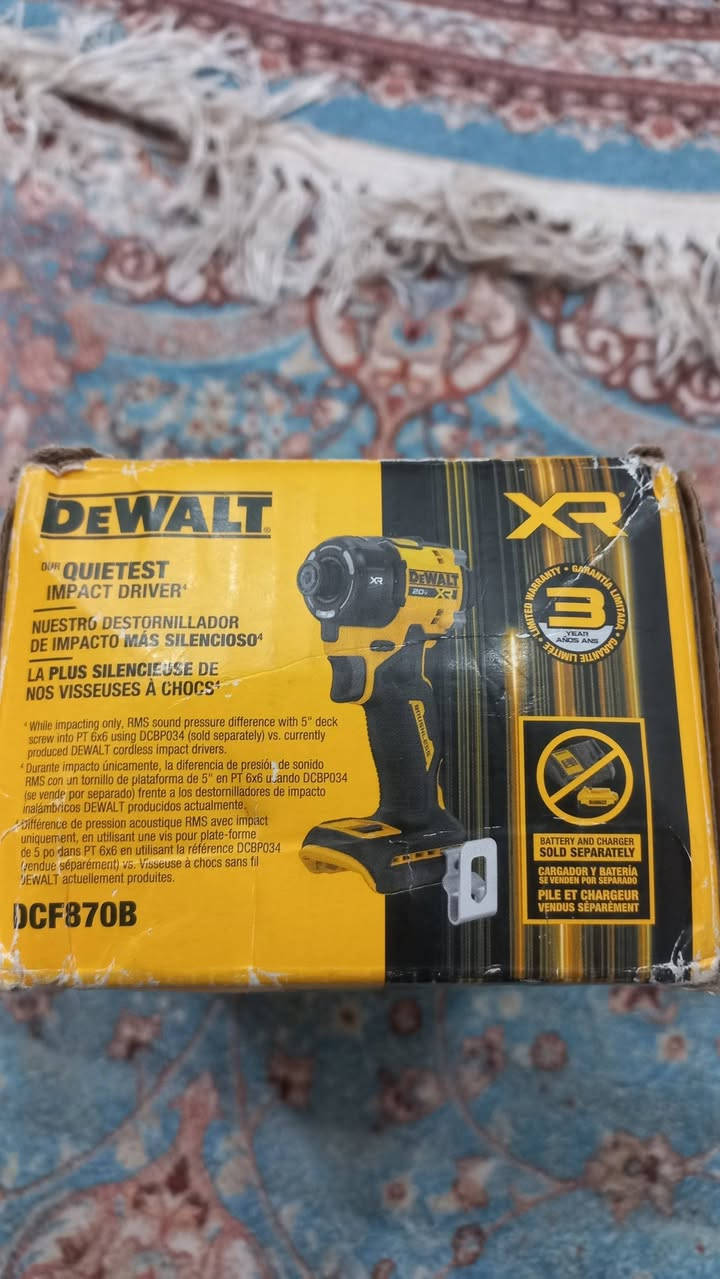 DEWALT®
XR®
OUR QUIETEST
IMPACT DRIVER⁴
NUESTRO DESTORNILLADOR
DE IMPACTO MÁS SILENCIOSO⁴
LA PLUS SILENCIEUSE DE
NOS VISSEUSES À CHOCS⁴
⁴ While impacting only, RMS sound pressure difference with 5" deck
screw into PT 6x6 using DCBP034 (sold separately) vs. currently
produced DEWALT cordless impact drivers.
⁴ Durante impacto únicamente, la diferencia de presión de sonido
RMS con un tornillo de plataforma de 5" en PT 6x6 usando DCBP034
(se vende por separado) frente a los destornilladores de impacto
inalámbricos DEWALT producidos actualmente.
⁴ Différence de pression acoustique RMS avec impact
uniquement, en utilisant une vis pour plate-forme
de 5 po dans PT 6x6 en utilisant la référence DCBP034
(vendue séparément) vs. Visseuse à chocs sans fil
DEWALT actuellement produites.
DCF870B
XR
DEWALT
20V
XR
BRUSHLESS
LIMITED WARRANTY • GARANTÍA LIMITADA • GARANTIE LIMITÉE •
3
YEAR
AÑOS ANS
DEWALT
BATTERY AND CHARGER
SOLD SEPARATELY
CARGADOR Y BATERÍA
SE VENDEN POR SEPARADO
PILE ET CHARGEUR
VENDUS SÉPARÉMENT